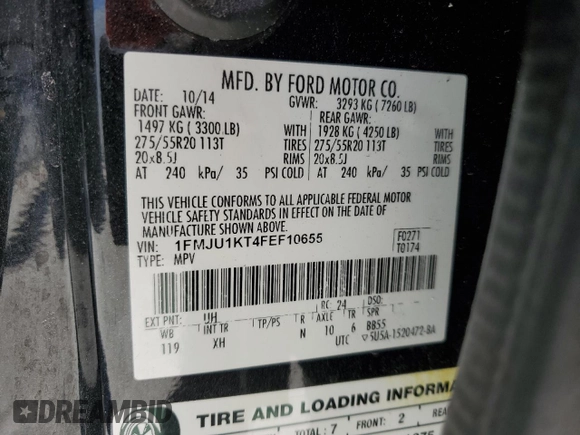 MFD. BY FORD MOTOR CO.
DATE: 10/14 GVWR: 3293 KG ( 7260 LB)
FRONT GAWR: REAR GAWR:
1497 KG ( 3300 LB) WITH 1928 KG ( 4250 LB) WITH
275/55R20 113T TIRES 275/55R20 113T TIRES
20x8.5J RIMS 20x8.5J RIMS
AT 240 kPa/ 35 PSI COLD AT 240 kPa/ 35 PSI COLD
THIS VEHICLE CONFORMS TO ALL APPLICABLE FEDERAL MOTOR
VEHICLE SAFETY STANDARDS IN EFFECT ON THE DATE OF
MANUFACTURE SHOWN ABOVE.
VIN: 1FMJU1KT4FEF10655 F0271
TYPE: MPV T0174
EXT PNT: UH RC: 24 DSO:
WB INT TR TP/PS R AXLE TR SPR
119 XH N 10 6 BB55
UTC 5USA-1520472-BA
TIRE AND LOADING INFORMA
TOTAL: 7 FRONT: 2
DREAMBID